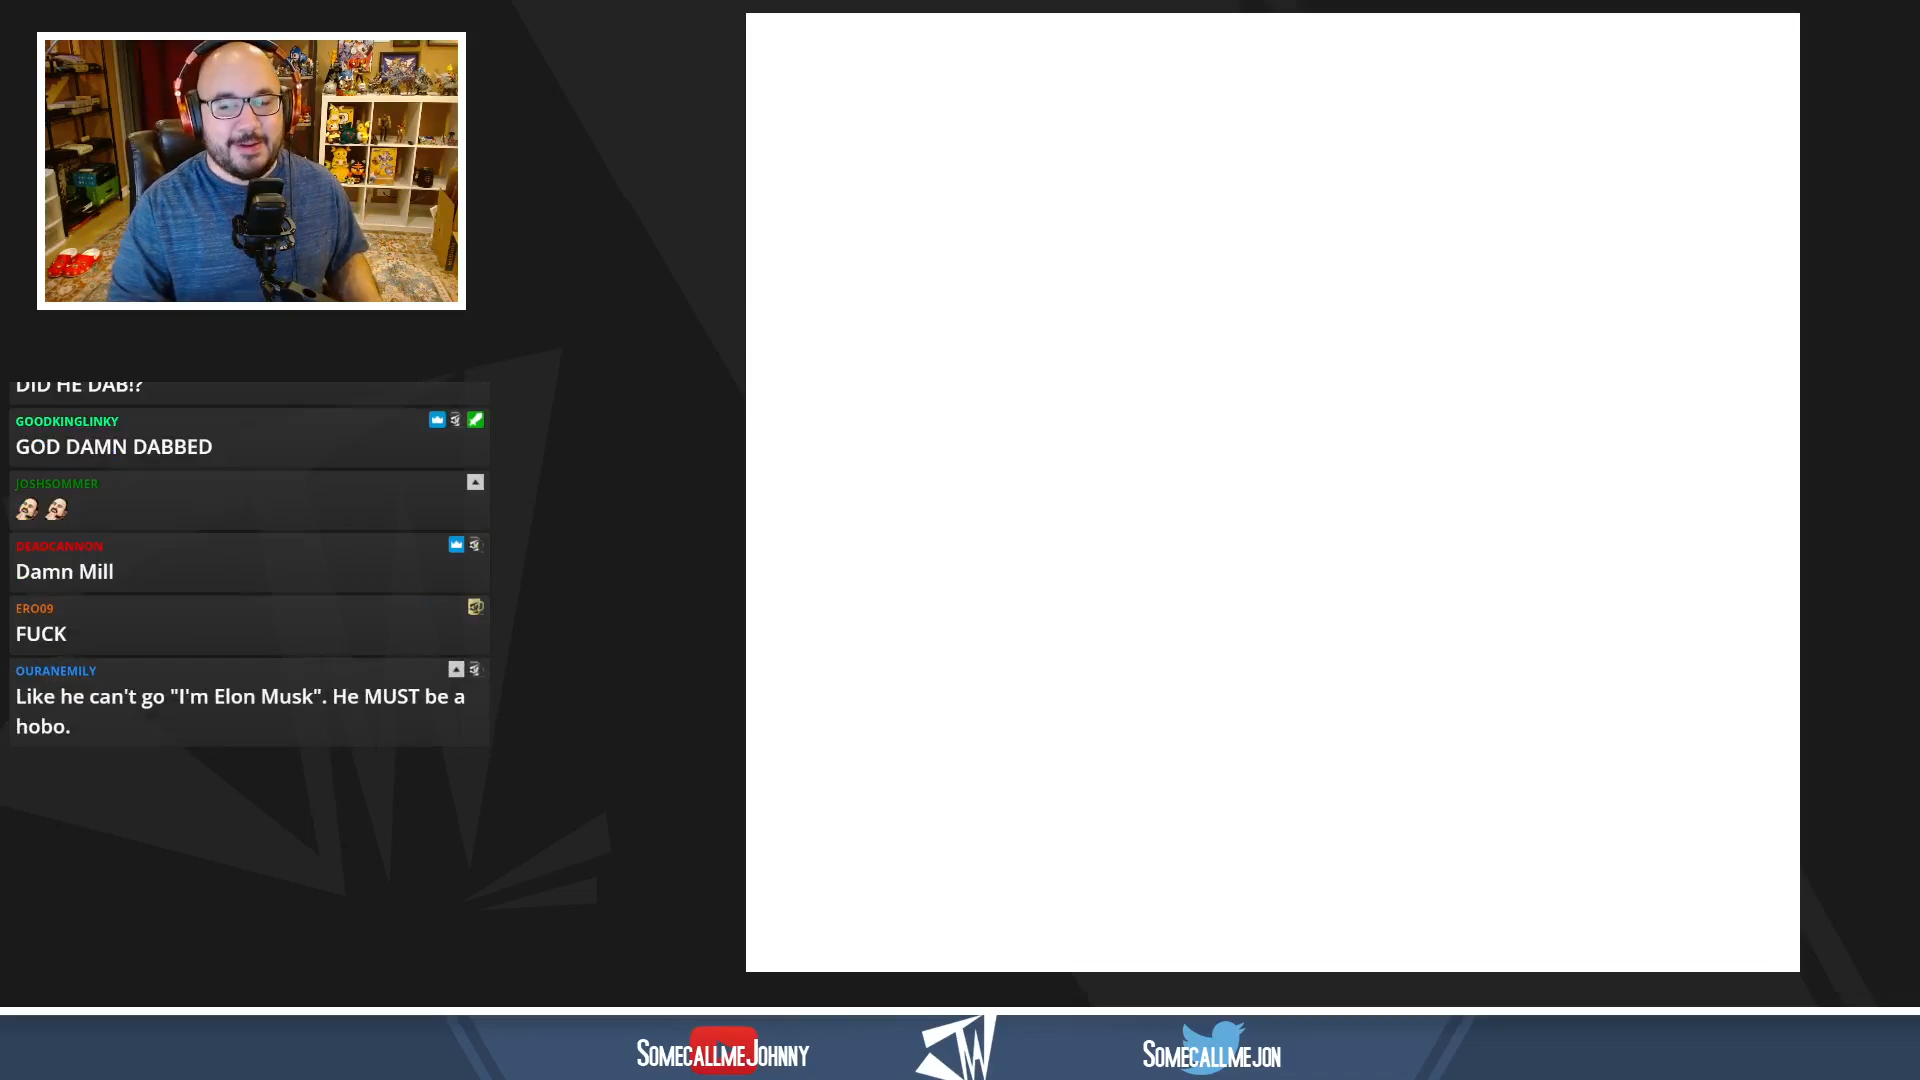 DID HE DAB!?
GOODKINGLINKY
GOD DAMN DABBED
JOSHSOMMER
DEADCANNON
Damn Mill
ERO09
FUCK
OURANEMILY
Like he can't go "I'm Elon Musk". He MUST be a
hobo.
SOMECALLMEJOHNNY
SOMECALLMEJON